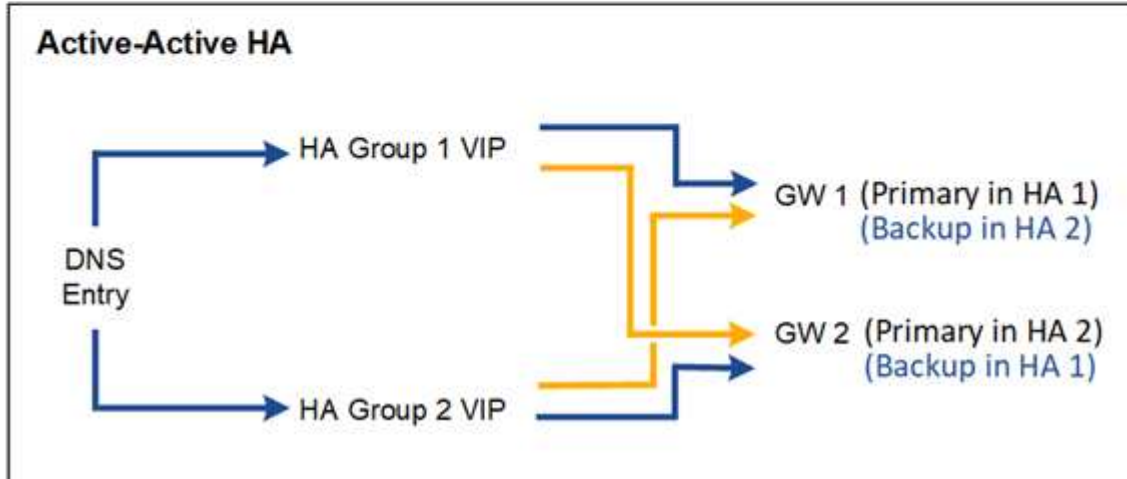 Active-Active HA
HA Group 1 VIP
GW 1 (Primary in HA 1)
(Backup in HA 2)
DNS
Entry
GW 2 (Primary in HA 2)
(Backup in HA 1)
HA Group 2 VIP